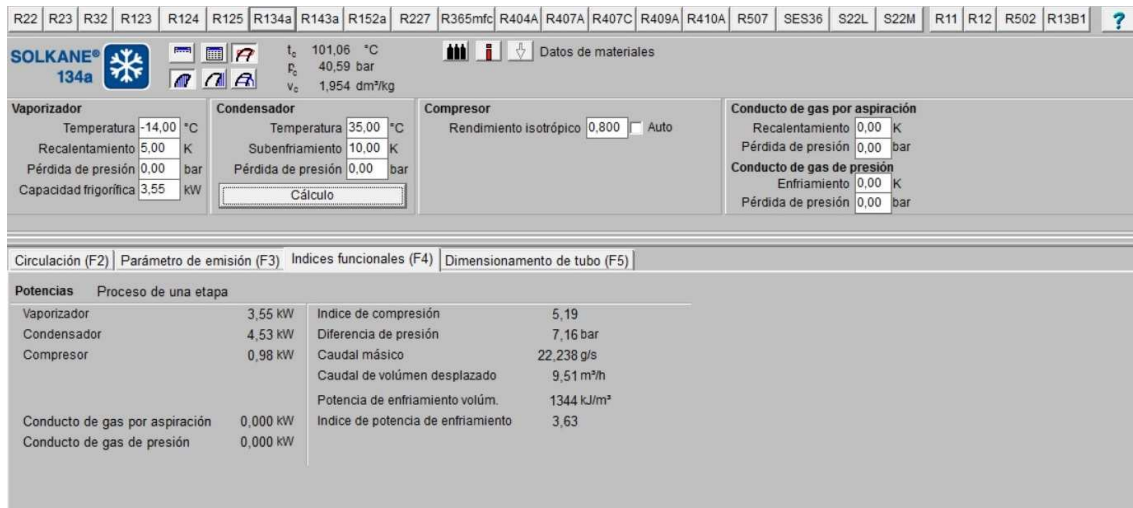 R22 R23 R32 R123 R124 R125 R134a R143a R152a R227 R365mfc R404A R407A R407C R409A R410A R507 SES36 S22L S22M R11 R12 R502 R13B1 ?
SOLKANE®
134a
tc 101,06 °C
pc 40,59 bar
vc 1,954 dm³/kg
Datos de materiales
Vaporizador
Temperatura -14,00 °C
Recalentamiento 5,00 K
Pérdida de presión 0,00 bar
Capacidad frigorífica 3,55 kW
Condensador
Temperatura 35,00 °C
Subenfriamiento 10,00 K
Pérdida de presión 0,00 bar
Cálculo
Compresor
Rendimiento isotrópico 0,800 Auto
Conducto de gas por aspiración
Recalentamiento 0,00 K
Pérdida de presión 0,00 bar
Conducto de gas de presión
Enfriamiento 0,00 K
Pérdida de presión 0,00 bar
Circulación (F2) Parámetro de emisión (F3) Indices funcionales (F4) Dimensionamento de tubo (F5)
Potencias Proceso de una etapa
Vaporizador 3,55 kW
Condensador 4,53 kW
Compresor 0,98 kW
Conducto de gas por aspiración 0,000 kW
Conducto de gas de presión 0,000 kW
Indice de compresión 5,19
Diferencia de presión 7,16 bar
Caudal másico 22,238 g/s
Caudal de volúmen desplazado 9,51 m³/h
Potencia de enfriamiento volúm. 1344 kJ/m³
Indice de potencia de enfriamiento 3,63